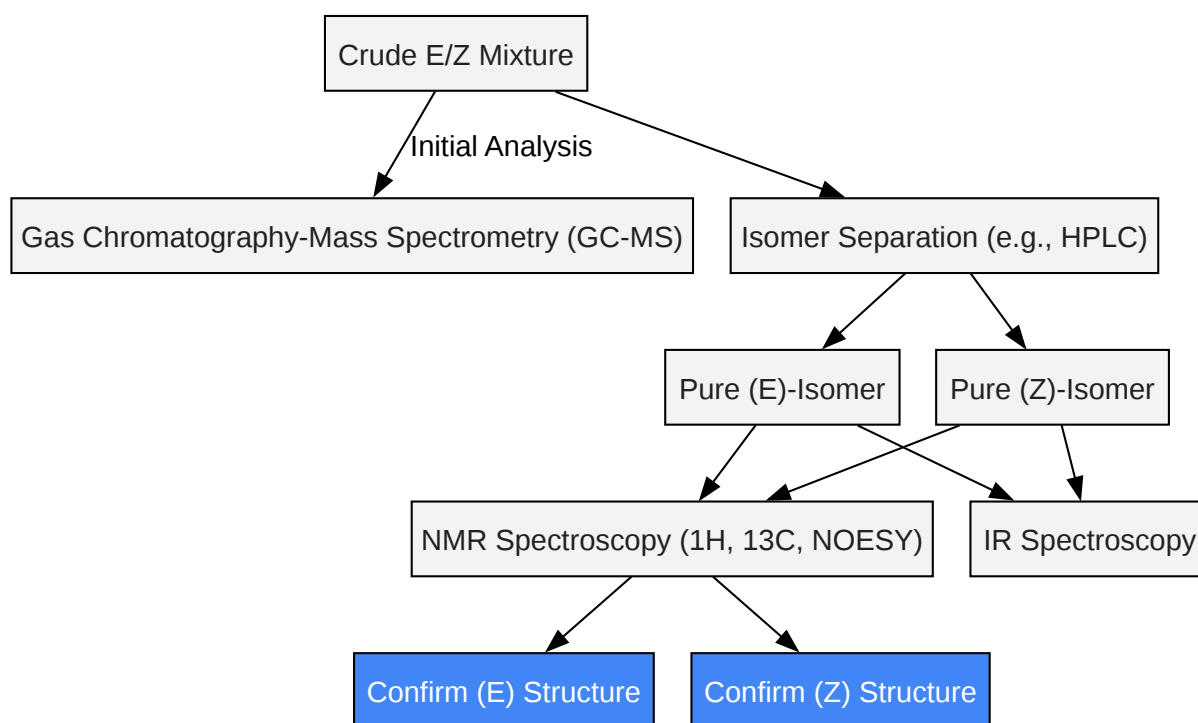 Crude E/Z Mixture
Initial Analysis
Gas Chromatography-Mass Spectrometry (GC-MS)
Isomer Separation (e.g., HPLC)
Pure (E)-Isomer
Pure (Z)-Isomer
NMR Spectroscopy (1H, 13C, NOESY)
IR Spectroscopy
Confirm (E) Structure
Confirm (Z) Structure